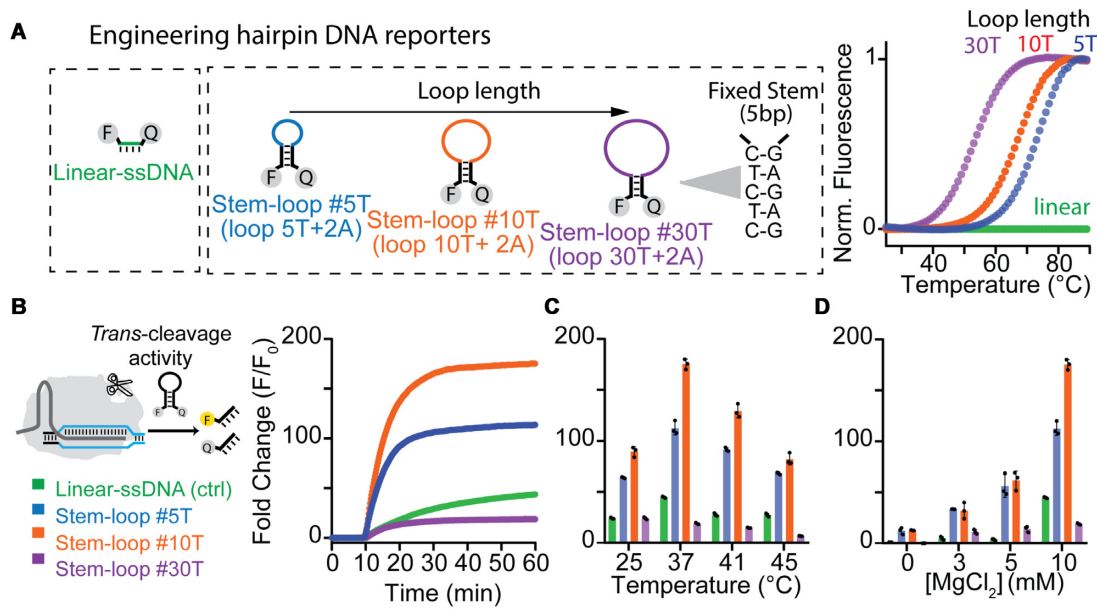 A
Engineering hairpin DNA reporters
F Q
Linear-ssDNA
Loop length
F Q
Stem-loop #5T
(loop 5T+2A)
F Q
Stem-loop #10T
(loop 10T+ 2A)
F Q
Stem-loop #30T
(loop 30T+2A)
Fixed Stem
(5bp)
C-G
T-A
C-G
T-A
C-G
Loop length
30T 10T 5T
Norm. Fluorescence
1
0
linear
40 60 80
Temperature (°C)
B
Trans-cleavage
activity
F Q
F
Q
Linear-ssDNA (ctrl)
Stem-loop #5T
Stem-loop #10T
Stem-loop #30T
Fold Change (F/F0)
200
100
0
0 10 20 30 40 50 60
Time (min)
C
200
100
0
25 37 41 45
Temperature (°C)
D
200
100
0
0 3 5 10
[MgCl2] (mM)